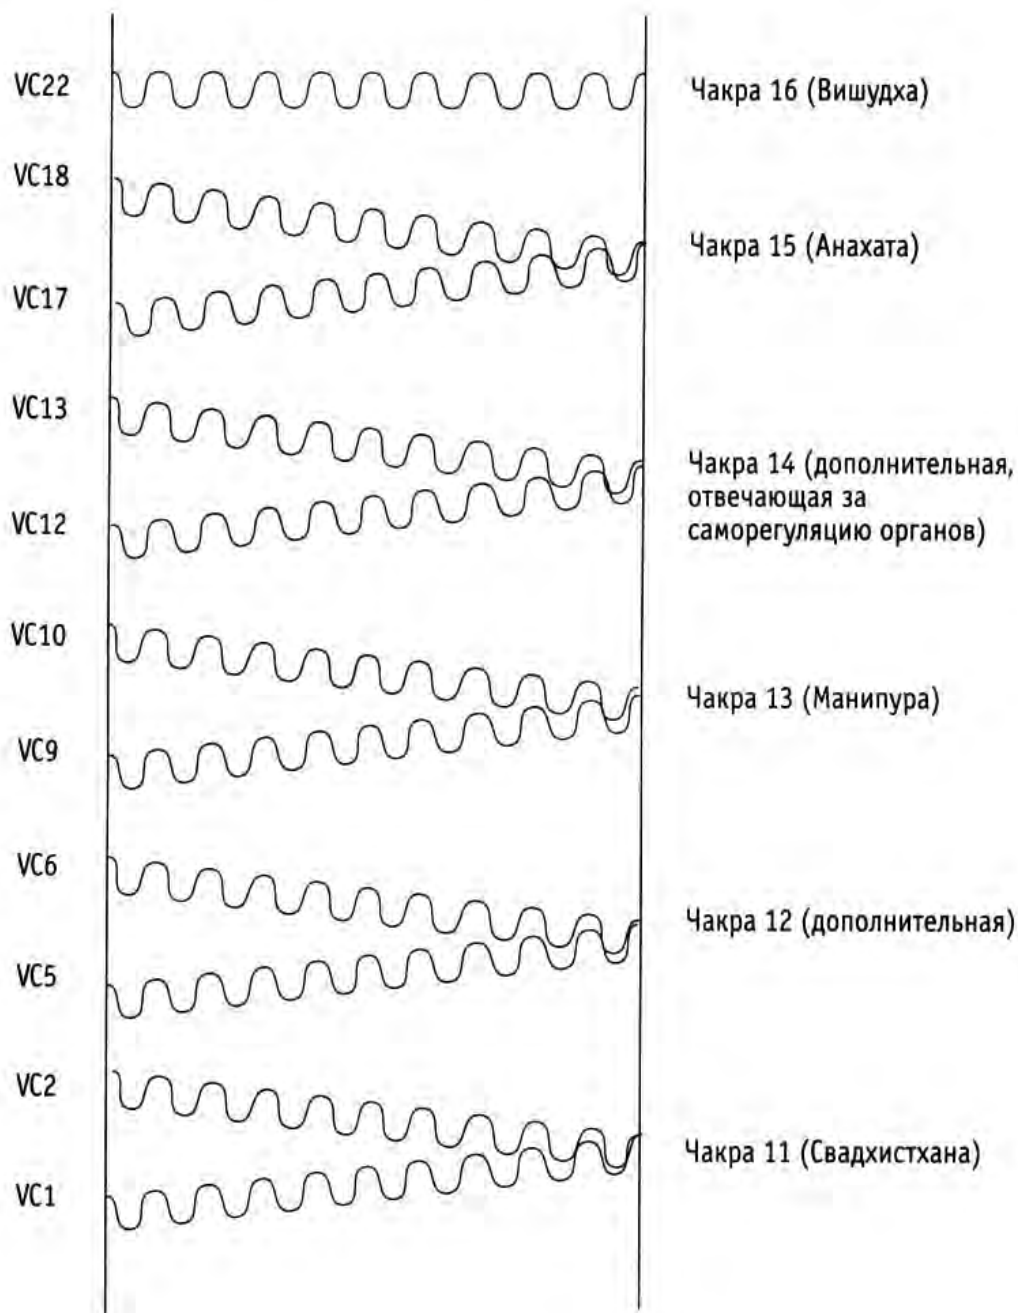 VC22
Чакра 16 (Вишудха)
VC18
Чакра 15 (Анахата)
VC17
VC13
Чакра 14 (дополнительная,
отвечающая за
саморегуляцию органов)
VC12
VC10
Чакра 13 (Манипура)
VC9
VC6
Чакра 12 (дополнительная)
VC5
VC2
Чакра 11 (Свадхистхана)
VC1